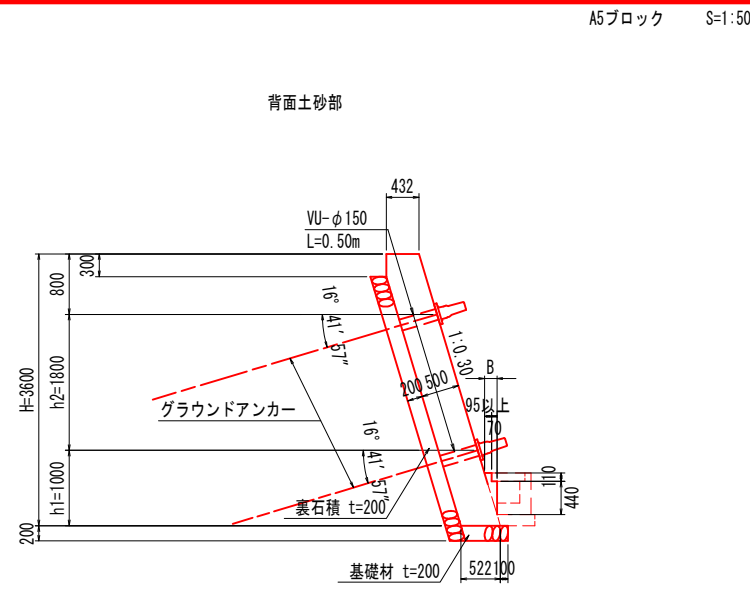 A5ブロック S=1:50
背面土砂部
432
VU-φ150
L=0.50m
300
800
16° 41′ 57″
1:0.30
H=3600
h2=1800
200 500
B
95以上
70
グラウンドアンカー
16° 41′ 57″
110
440
h1=1000
裏石積 t=200
200
基礎材 t=200
522 100